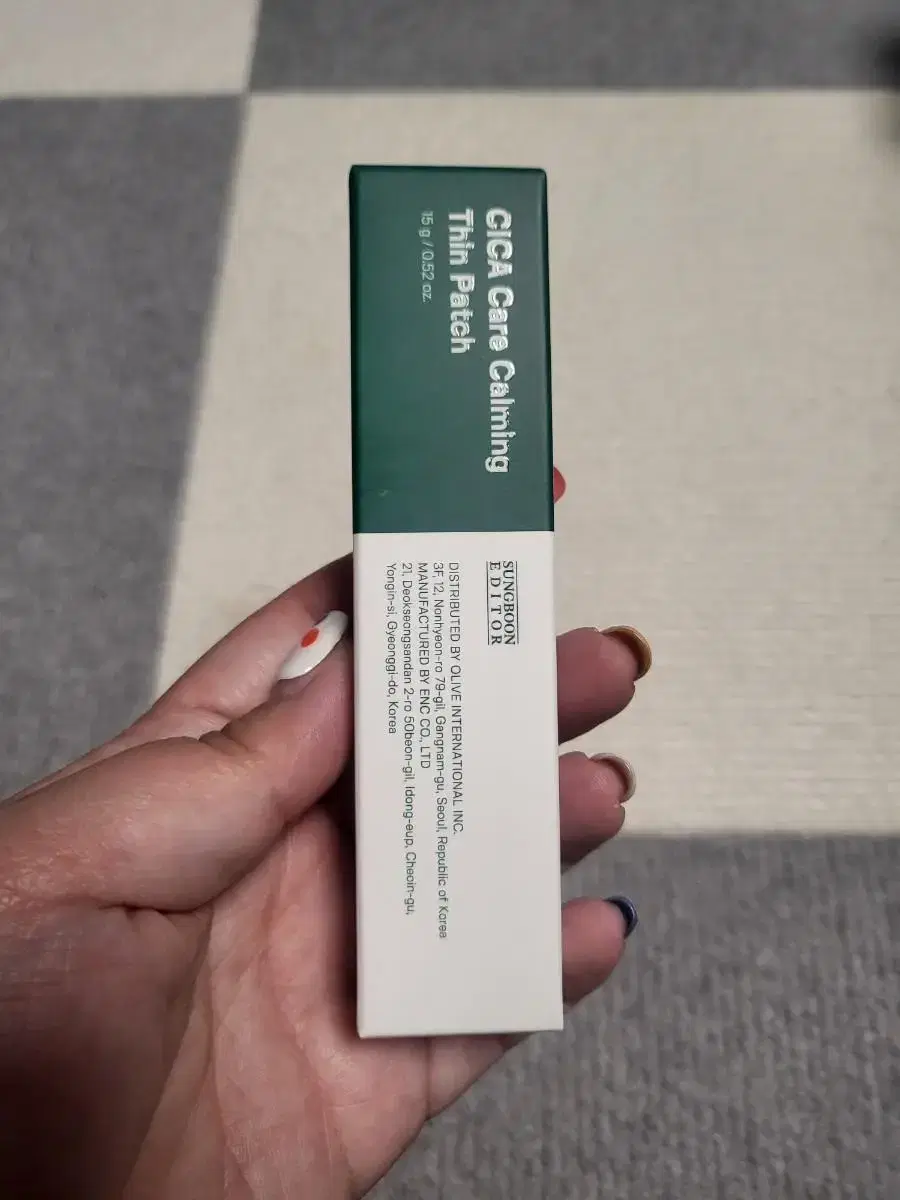 CICA Care Calming
Thin Patch
15 g / 0.52 oz.
SUNGBOON
EDITOR
DISTRIBUTED BY OLIVE INTERNATIONAL INC.
3F, 12, Nonhyeon-ro 79-gil, Gangnam-gu, Seoul, Republic of Korea
MANUFACTURED BY ENC CO., LTD
21, Deokseongsandan 2-ro 50beon-gil, Idong-eup, Cheoin-gu,
Yongin-si, Gyeonggi-do, Korea